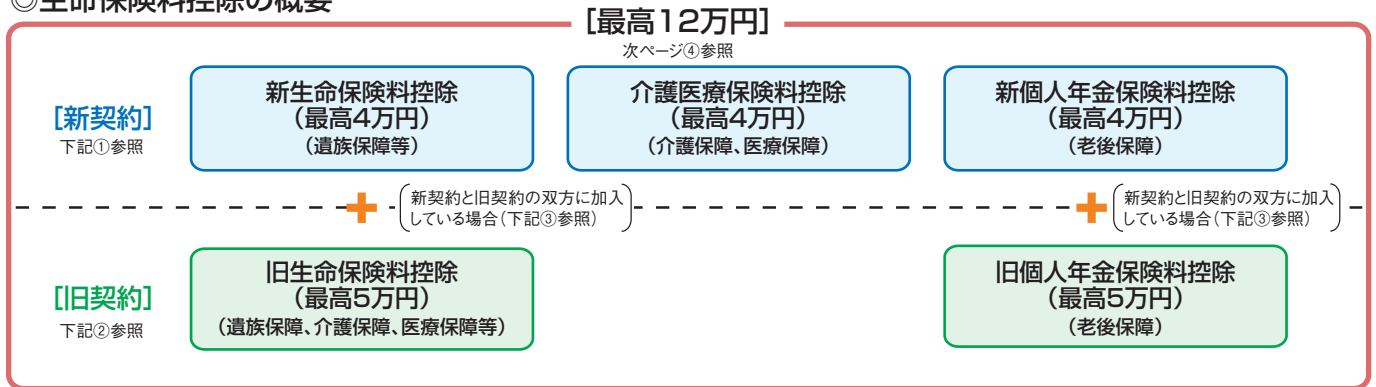 ◎生命保険料控除の概要
[最高12万円]
次ページ④参照
[新契約]
下記①参照
新生命保険料控除
（最高4万円）
（遺族保障等）
介護医療保険料控除
（最高4万円）
（介護保障、医療保障）
新個人年金保険料控除
（最高4万円）
（老後保障）
新契約と旧契約の双方に加入
している場合（下記③参照）
新契約と旧契約の双方に加入
している場合（下記③参照）
[旧契約]
下記②参照
旧生命保険料控除
（最高5万円）
（遺族保障、介護保障、医療保障等）
旧個人年金保険料控除
（最高5万円）
（老後保障）